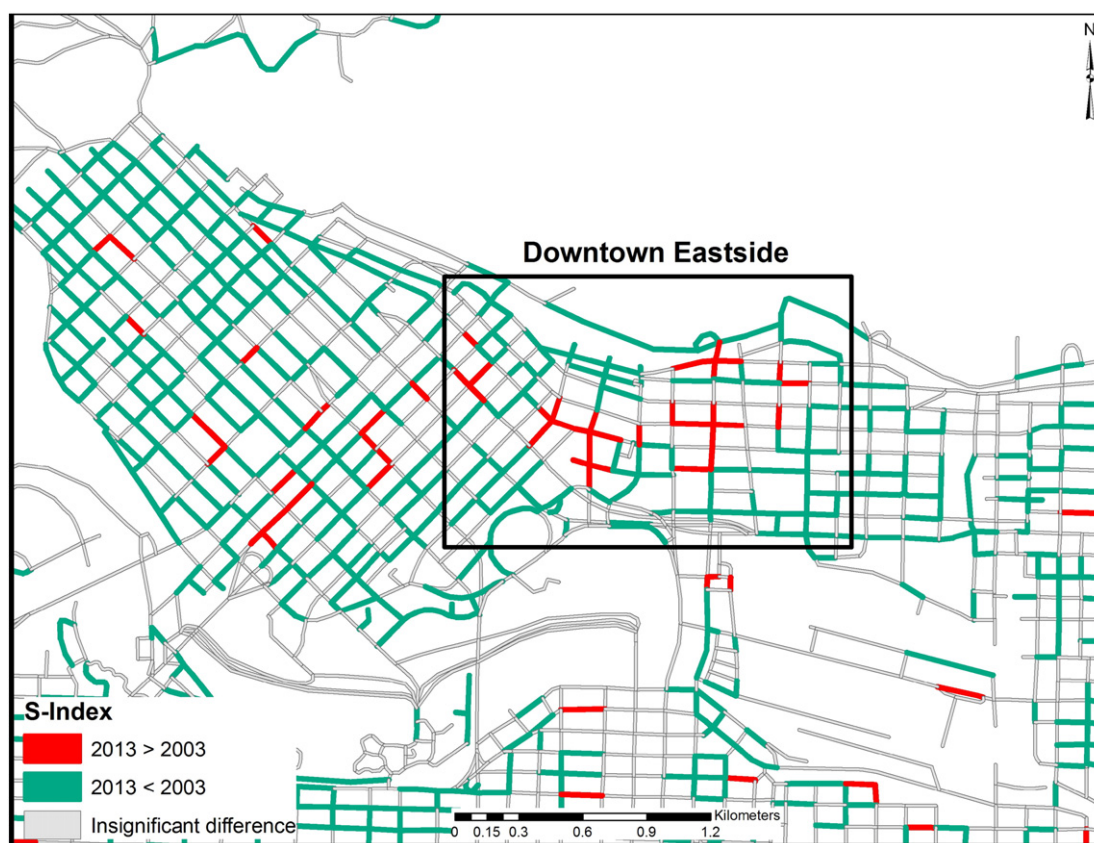 N
Downtown Eastside
S-Index
2013 > 2003
2013 < 2003
Insignificant difference
Kilometers
0 0.15 0.3 0.6 0.9 1.2